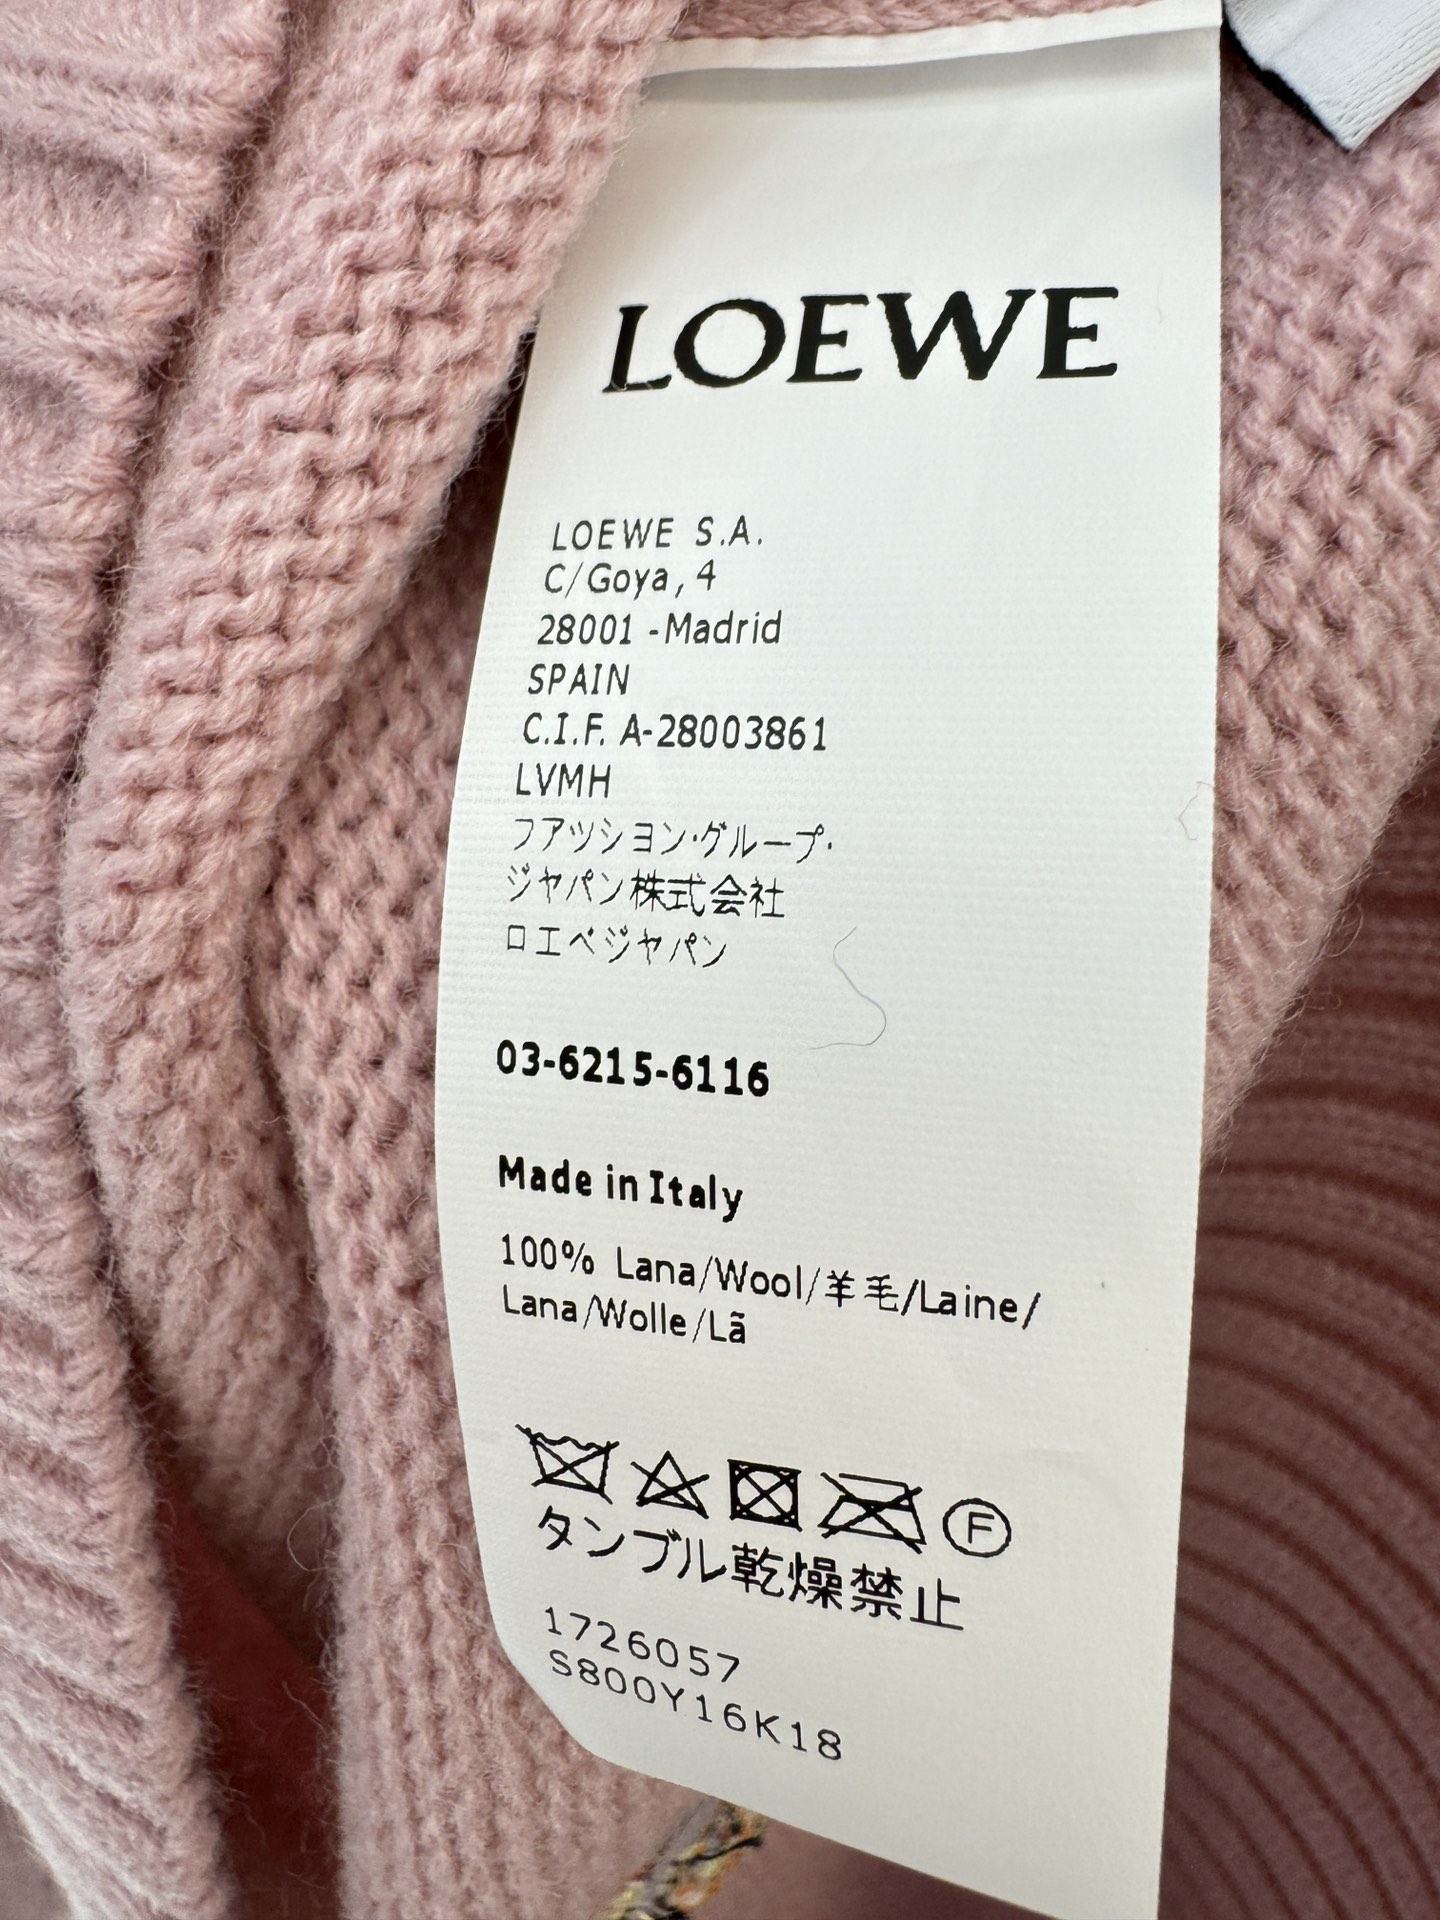 LOEWE
LOEWE S.A.
C/Goya, 4
28001 - Madrid
SPAIN
C.I.F. A-28003861
LVMH
ファッション・グループ・
ジャパン株式会社
ロエベジャパン
03-6215-6116
Made in Italy
100% Lana/Wool/羊毛/Laine/
Lana/Wolle/Lã
F
タンブル乾燥禁止
1726057
S800Y16K18